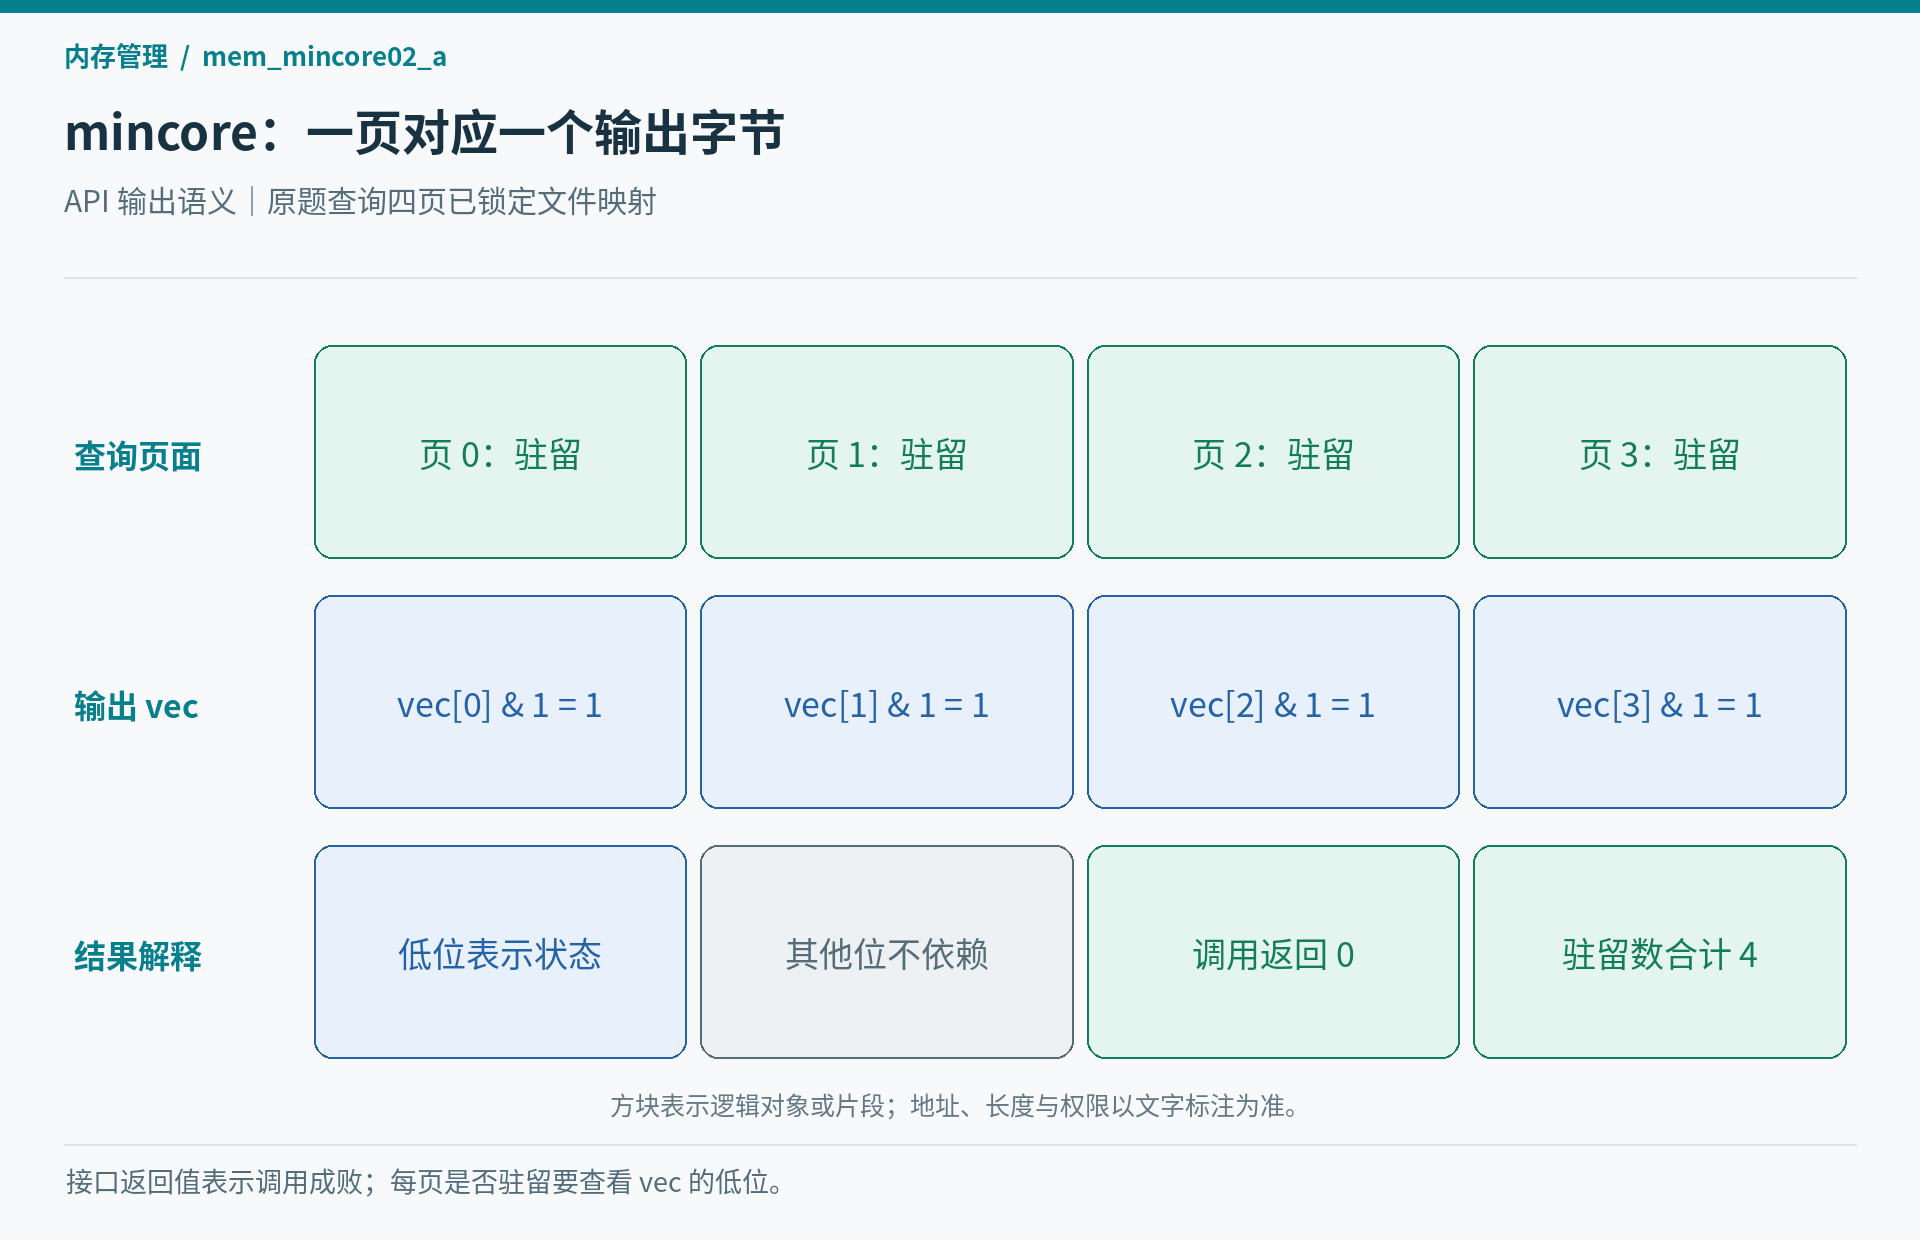 内存管理 / mem_mincore02_a
mincore：一页对应一个输出字节
API 输出语义｜原题查询四页已锁定文件映射
查询页面
页 0：驻留
页 1：驻留
页 2：驻留
页 3：驻留
输出 vec
vec[0] & 1 = 1
vec[1] & 1 = 1
vec[2] & 1 = 1
vec[3] & 1 = 1
结果解释
低位表示状态
其他位不依赖
调用返回 0
驻留数合计 4
方块表示逻辑对象或片段；地址、长度与权限以文字标注为准。
接口返回值表示调用成败；每页是否驻留要查看 vec 的低位。